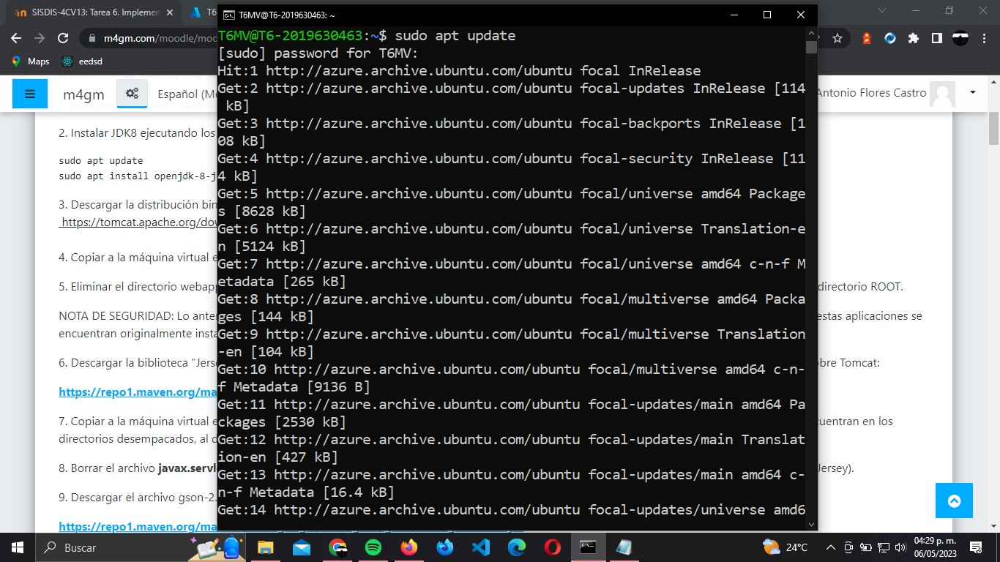 SISDIS-4CV13: Tarea 6. Implemen
T6
T6MV@T6-2019630463: ~
m4gm.com/moodle/mod
Maps
eedsd
m4gm
Español (Mé
Antonio Flores Castro
2. Instalar JDK8 ejecutando los
sudo apt update
sudo apt install openjdk-8-j
3. Descargar la distribución bin
https://tomcat.apache.org/dow
4. Copiar a la máquina virtual e
5. Eliminar el directorio webapp
directorio ROOT.
NOTA DE SEGURIDAD: Lo ante
estas aplicaciones se
encuentran originalmente insta
6. Descargar la biblioteca "Jerse
bre Tomcat:
https://repo1.maven.org/ma
7. Copiar a la máquina virtual e
cuentran en los
directorios desempacados, al d
8. Borrar el archivo javax.servl
Jersey).
9. Descargar el archivo gson-2.
https://repo1.maven.org/ma
T6MV@T6-2019630463:~$ sudo apt update
[sudo] password for T6MV:
Hit:1 http://azure.archive.ubuntu.com/ubuntu focal InRelease
Get:2 http://azure.archive.ubuntu.com/ubuntu focal-updates InRelease [114
 kB]
Get:3 http://azure.archive.ubuntu.com/ubuntu focal-backports InRelease [1
08 kB]
Get:4 http://azure.archive.ubuntu.com/ubuntu focal-security InRelease [11
4 kB]
Get:5 http://azure.archive.ubuntu.com/ubuntu focal/universe amd64 Package
s [8628 kB]
Get:6 http://azure.archive.ubuntu.com/ubuntu focal/universe Translation-e
n [5124 kB]
Get:7 http://azure.archive.ubuntu.com/ubuntu focal/universe amd64 c-n-f M
etadata [265 kB]
Get:8 http://azure.archive.ubuntu.com/ubuntu focal/multiverse amd64 Packa
ges [144 kB]
Get:9 http://azure.archive.ubuntu.com/ubuntu focal/multiverse Translation
-en [104 kB]
Get:10 http://azure.archive.ubuntu.com/ubuntu focal/multiverse amd64 c-n-
f Metadata [9136 B]
Get:11 http://azure.archive.ubuntu.com/ubuntu focal-updates/main amd64 Pa
ckages [2530 kB]
Get:12 http://azure.archive.ubuntu.com/ubuntu focal-updates/main Translat
ion-en [427 kB]
Get:13 http://azure.archive.ubuntu.com/ubuntu focal-updates/main amd64 c-
n-f Metadata [16.4 kB]
Get:14 http://azure.archive.ubuntu.com/ubuntu focal-updates/universe amd6
Buscar
24°C
04:29 p. m.
06/05/2023